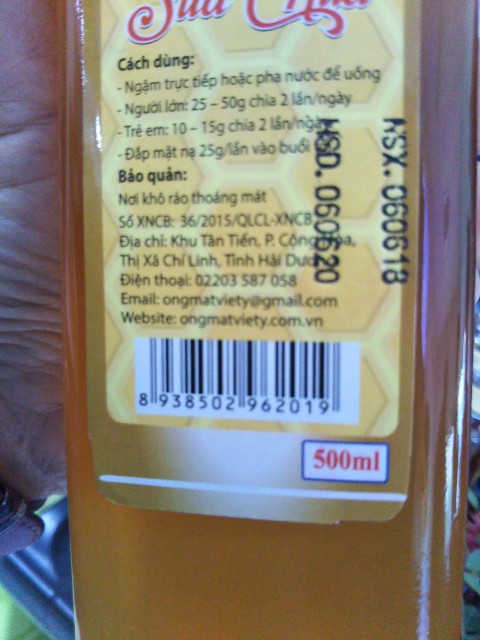 Cách dùng:
- Ngậm trực tiếp hoặc pha nước để uống
- Người lớn: 25 – 50g chia 2 lần/ngày
- Trẻ em: 10 – 15g chia 2 lần/ngày
- Đắp mặt nạ 25g/lần vào buổi
Bảo quản:
Nơi khô ráo thoáng mát
Số XNCB: 36/2015/QLCL-XNCB
Địa chỉ: Khu Tân Tiến, P. Cộng Hòa,
Thị Xã Chí Linh, Tỉnh Hải Dương
Điện thoại: 02203 587 058
Email: ongmatviety@gmail.com
Website: ongmatviety.com.vn
NSX. 060618
HSD. 060620
8 938502 962019
500ml